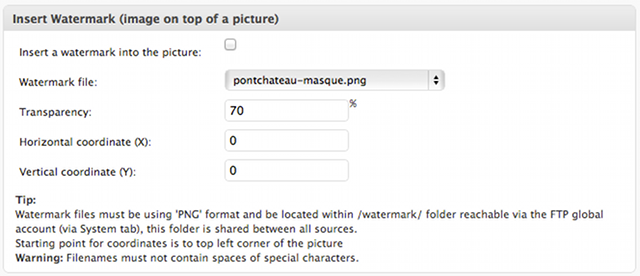 Insert Watermark (image on top of a picture)
Insert a watermark into the picture:
Watermark file: pontchateau-masque.png
Transparency: 70 %
Horizontal coordinate (X): 0
Vertical coordinate (Y): 0
Tip:
Watermark files must be using 'PNG' format and be located within /watermark/ folder reachable via the FTP global
account (via System tab), this folder is shared between all sources.
Starting point for coordinates is to top left corner of the picture
Warning: Filenames must not contain spaces of special characters.